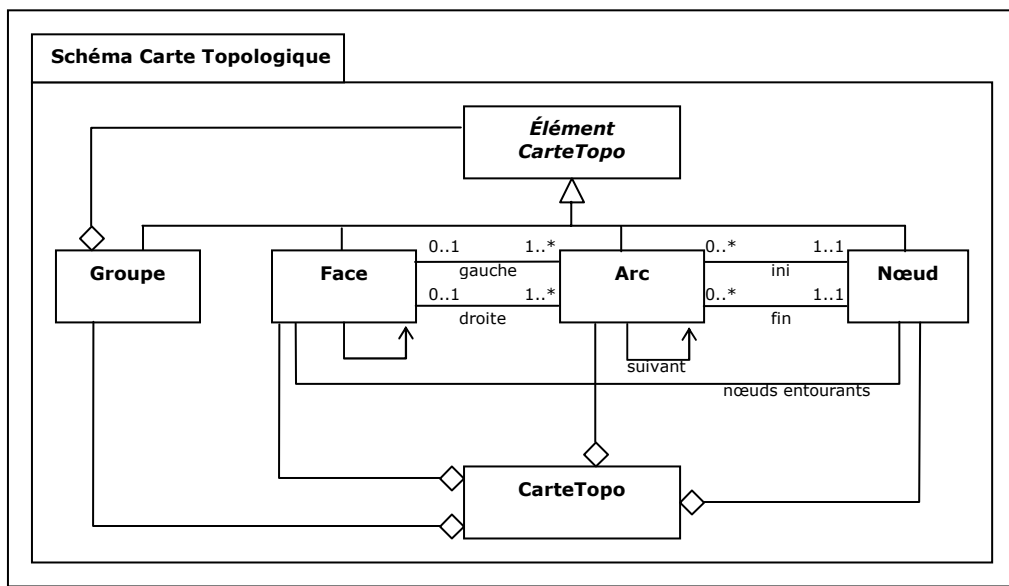 Schéma Carte Topologique
Élément
CarteTopo
Groupe
Face
0..1
1..*
gauche
0..1
1..*
droite
Arc
0..*
1..1
ini
0..*
1..1
fin
Nœud
suivant
nœuds entourants
CarteTopo